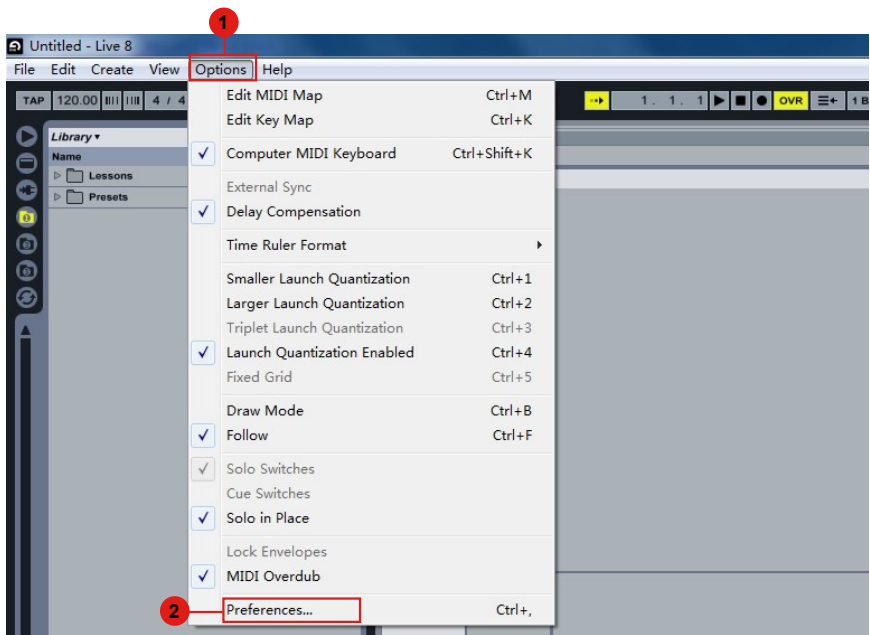 1
Untitled - Live 8
File Edit Create View Options Help
TAP 120.00 4 / 4 1 . 1 . 1 OVR 1 B
Edit MIDI Map Ctrl+M
Edit Key Map Ctrl+K
Library
Name
Computer MIDI Keyboard Ctrl+Shift+K
Lessons
External Sync
Presets
Delay Compensation
Time Ruler Format
Smaller Launch Quantization Ctrl+1
Larger Launch Quantization Ctrl+2
Triplet Launch Quantization Ctrl+3
Launch Quantization Enabled Ctrl+4
Fixed Grid Ctrl+5
Draw Mode Ctrl+B
Follow Ctrl+F
Solo Switches
Cue Switches
Solo in Place
Lock Envelopes
MIDI Overdub
2 Preferences... Ctrl+,